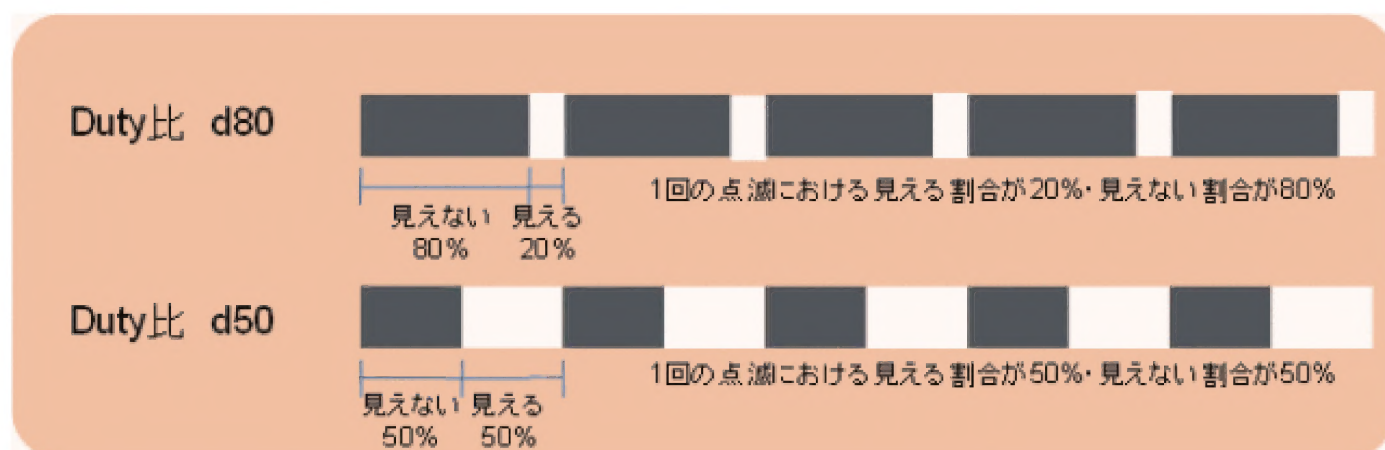 Duty比 d80
1回の点滅における見える割合が20%・見えない割合が80%
見えない 見える
80% 20%
Duty比 d50
1回の点滅における見える割合が50%・見えない割合が50%
見えない 見える
50% 50%